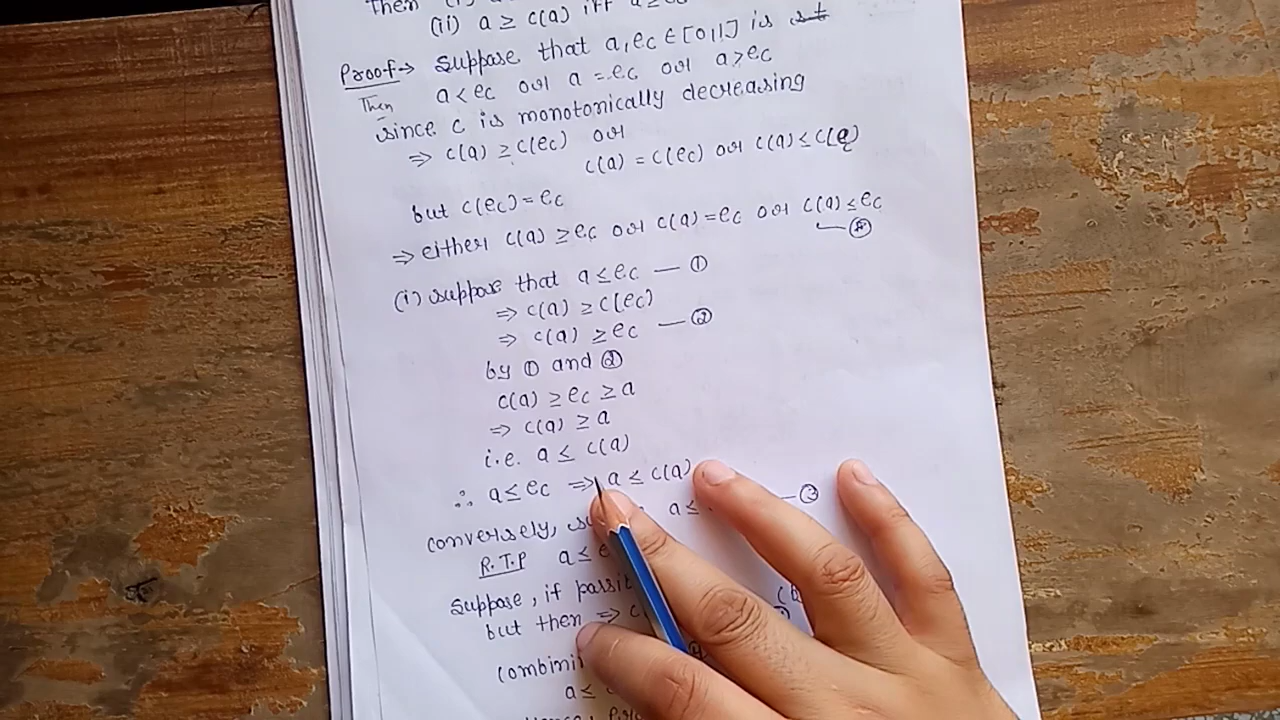 Then (i) a
(ii) a ≥ c(a) iff a ≥
Proof → Suppose that a, ec ∈ [0,1] is
Then a < ec or a = ec or a > ec
since c is monotonically decreasing
⇒ c(a) ≥ c(ec) or
c(a) = c(ec) or c(a) ≤ c(
but c(ec) = ec
⇒ either c(a) ≥ ec or c(a) = ec or c(a) ≤ ec
(i) suppose that a ≤ ec — ①
⇒ c(a) ≥ c(ec)
⇒ c(a) ≥ ec — ②
by ① and ②
c(a) ≥ ec ≥ a
⇒ c(a) ≥ a
i.e. a ≤ c(a)
∴ a ≤ ec ⇒ a ≤ c(a)
conversely, a ≤ — ③
R.T.P a ≤ e
Suppose, if
but then ⇒ c
a ≤